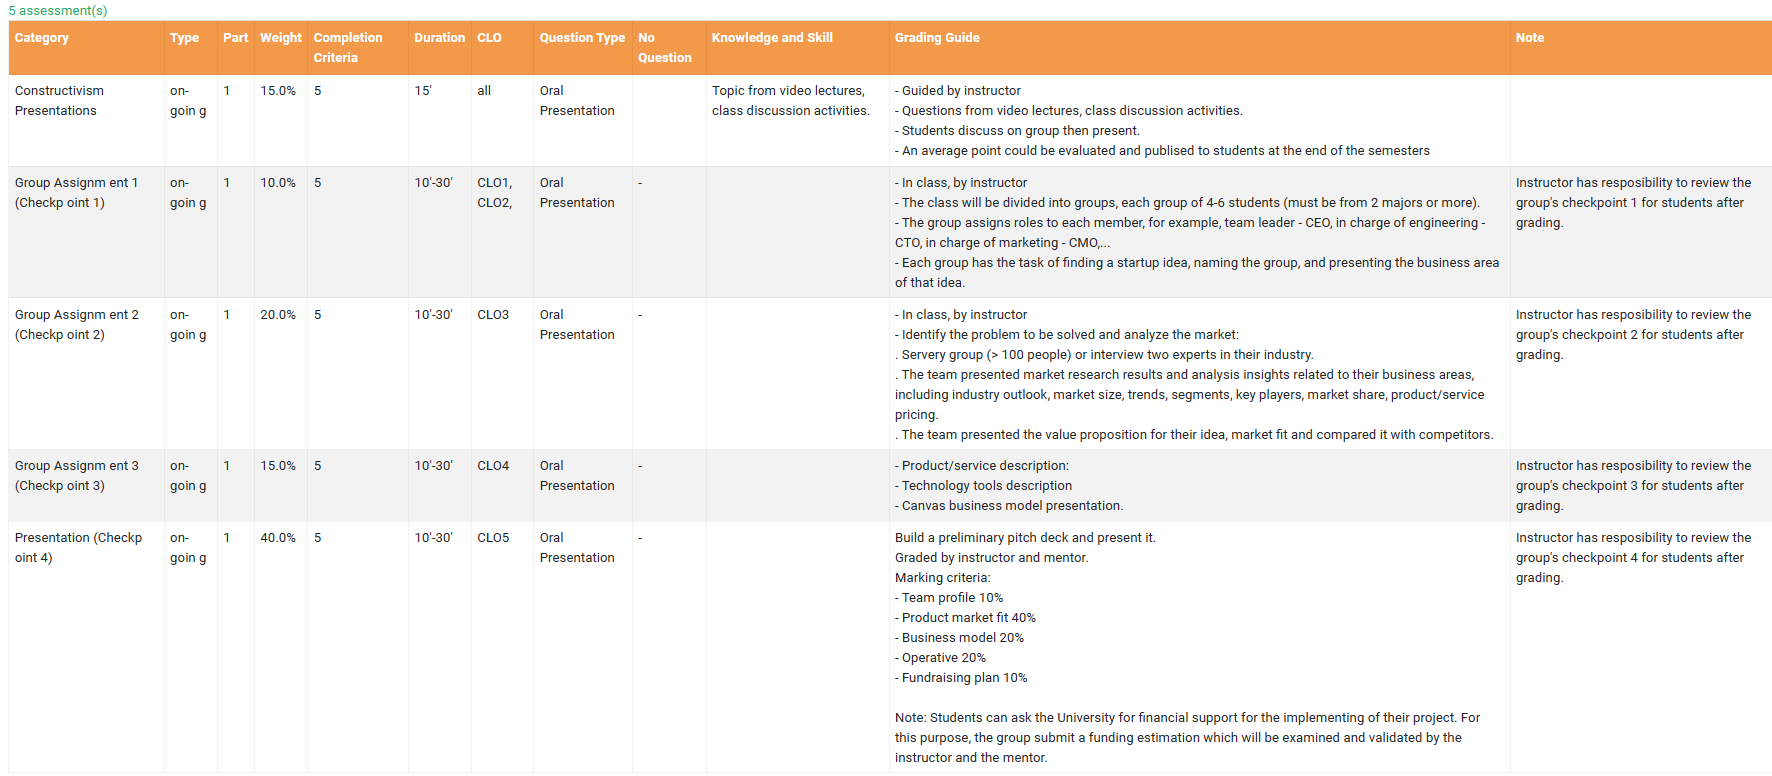 5 assessment(s)
Category Type Part Weight Completion Criteria Duration CLO Question Type No Question Knowledge and Skill Grading Guide Note
Constructivism
Presentations
on-
goin g
1
15.0%
5
15'
all
Oral
Presentation
Topic from video lectures,
class discussion activities.
- Guided by instructor
- Questions from video lectures, class discussion activities.
- Students discuss on group then present.
- An average point could be evaluated and publised to students at the end of the semesters
Group Assignm ent 1
(Checkp oint 1)
on-
goin g
1
10.0%
5
10'-30'
CLO1,
CLO2,
Oral
Presentation
-
- In class, by instructor
- The class will be divided into groups, each group of 4-6 students (must be from 2 majors or more).
- The group assigns roles to each member, for example, team leader - CEO, in charge of engineering -
CTO, in charge of marketing - CMO,...
- Each group has the task of finding a startup idea, naming the group, and presenting the business area
of that idea.
Instructor has resposibility to review the
group's checkpoint 1 for students after
grading.
Group Assignm ent 2
(Checkp oint 2)
on-
goin g
1
20.0%
5
10'-30'
CLO3
Oral
Presentation
-
- In class, by instructor
- Identify the problem to be solved and analyze the market:
. Servery group (> 100 people) or interview two experts in their industry.
. The team presented market research results and analysis insights related to their business areas,
including industry outlook, market size, trends, segments, key players, market share, product/service
pricing.
. The team presented the value proposition for their idea, market fit and compared it with competitors.
Instructor has resposibility to review the
group's checkpoint 2 for students after
grading.
Group Assignm ent 3
(Checkp oint 3)
on-
goin g
1
15.0%
5
10'-30'
CLO4
Oral
Presentation
-
- Product/service description:
- Technology tools description
- Canvas business model presentation.
Instructor has resposibility to review the
group's checkpoint 3 for students after
grading.
Presentation (Checkp
oint 4)
on-
goin g
1
40.0%
5
10'-30'
CLO5
Oral
Presentation
-
Build a preliminary pitch deck and present it.
Graded by instructor and mentor.
Marking criteria:
- Team profile 10%
- Product market fit 40%
- Business model 20%
- Operative 20%
- Fundraising plan 10%
Note: Students can ask the University for financial support for the implementing of their project. For
this purpose, the group submit a funding estimation which will be examined and validated by the
instructor and the mentor.
Instructor has resposibility to review the
group's checkpoint 4 for students after
grading.